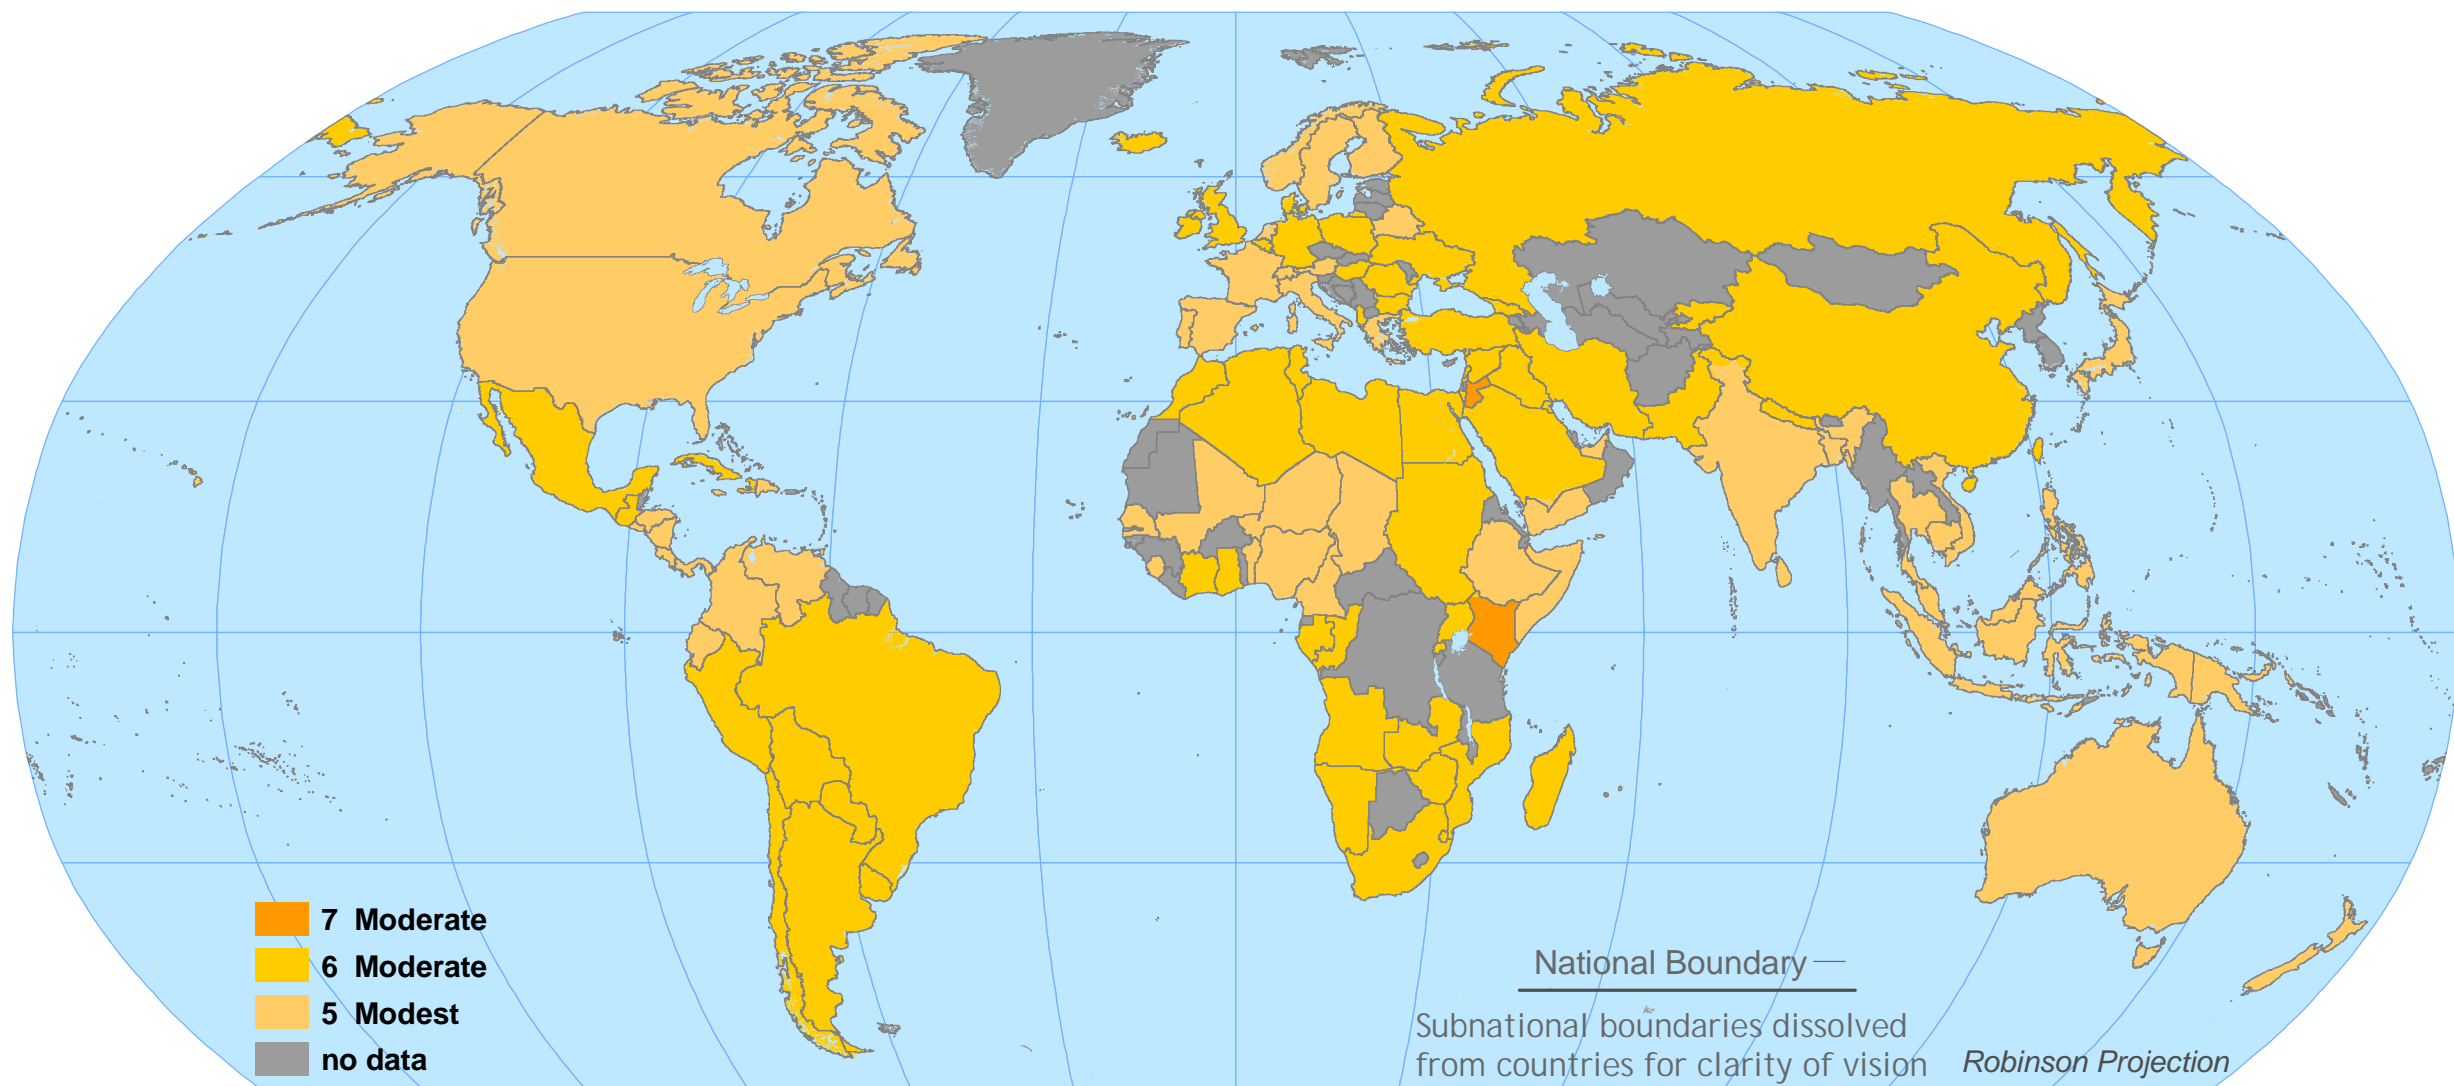 7 Moderate
6 Moderate
5 Modest
no data
National Boundary
Subnational boundaries dissolved
from countries for clarity of vision
Robinson Projection